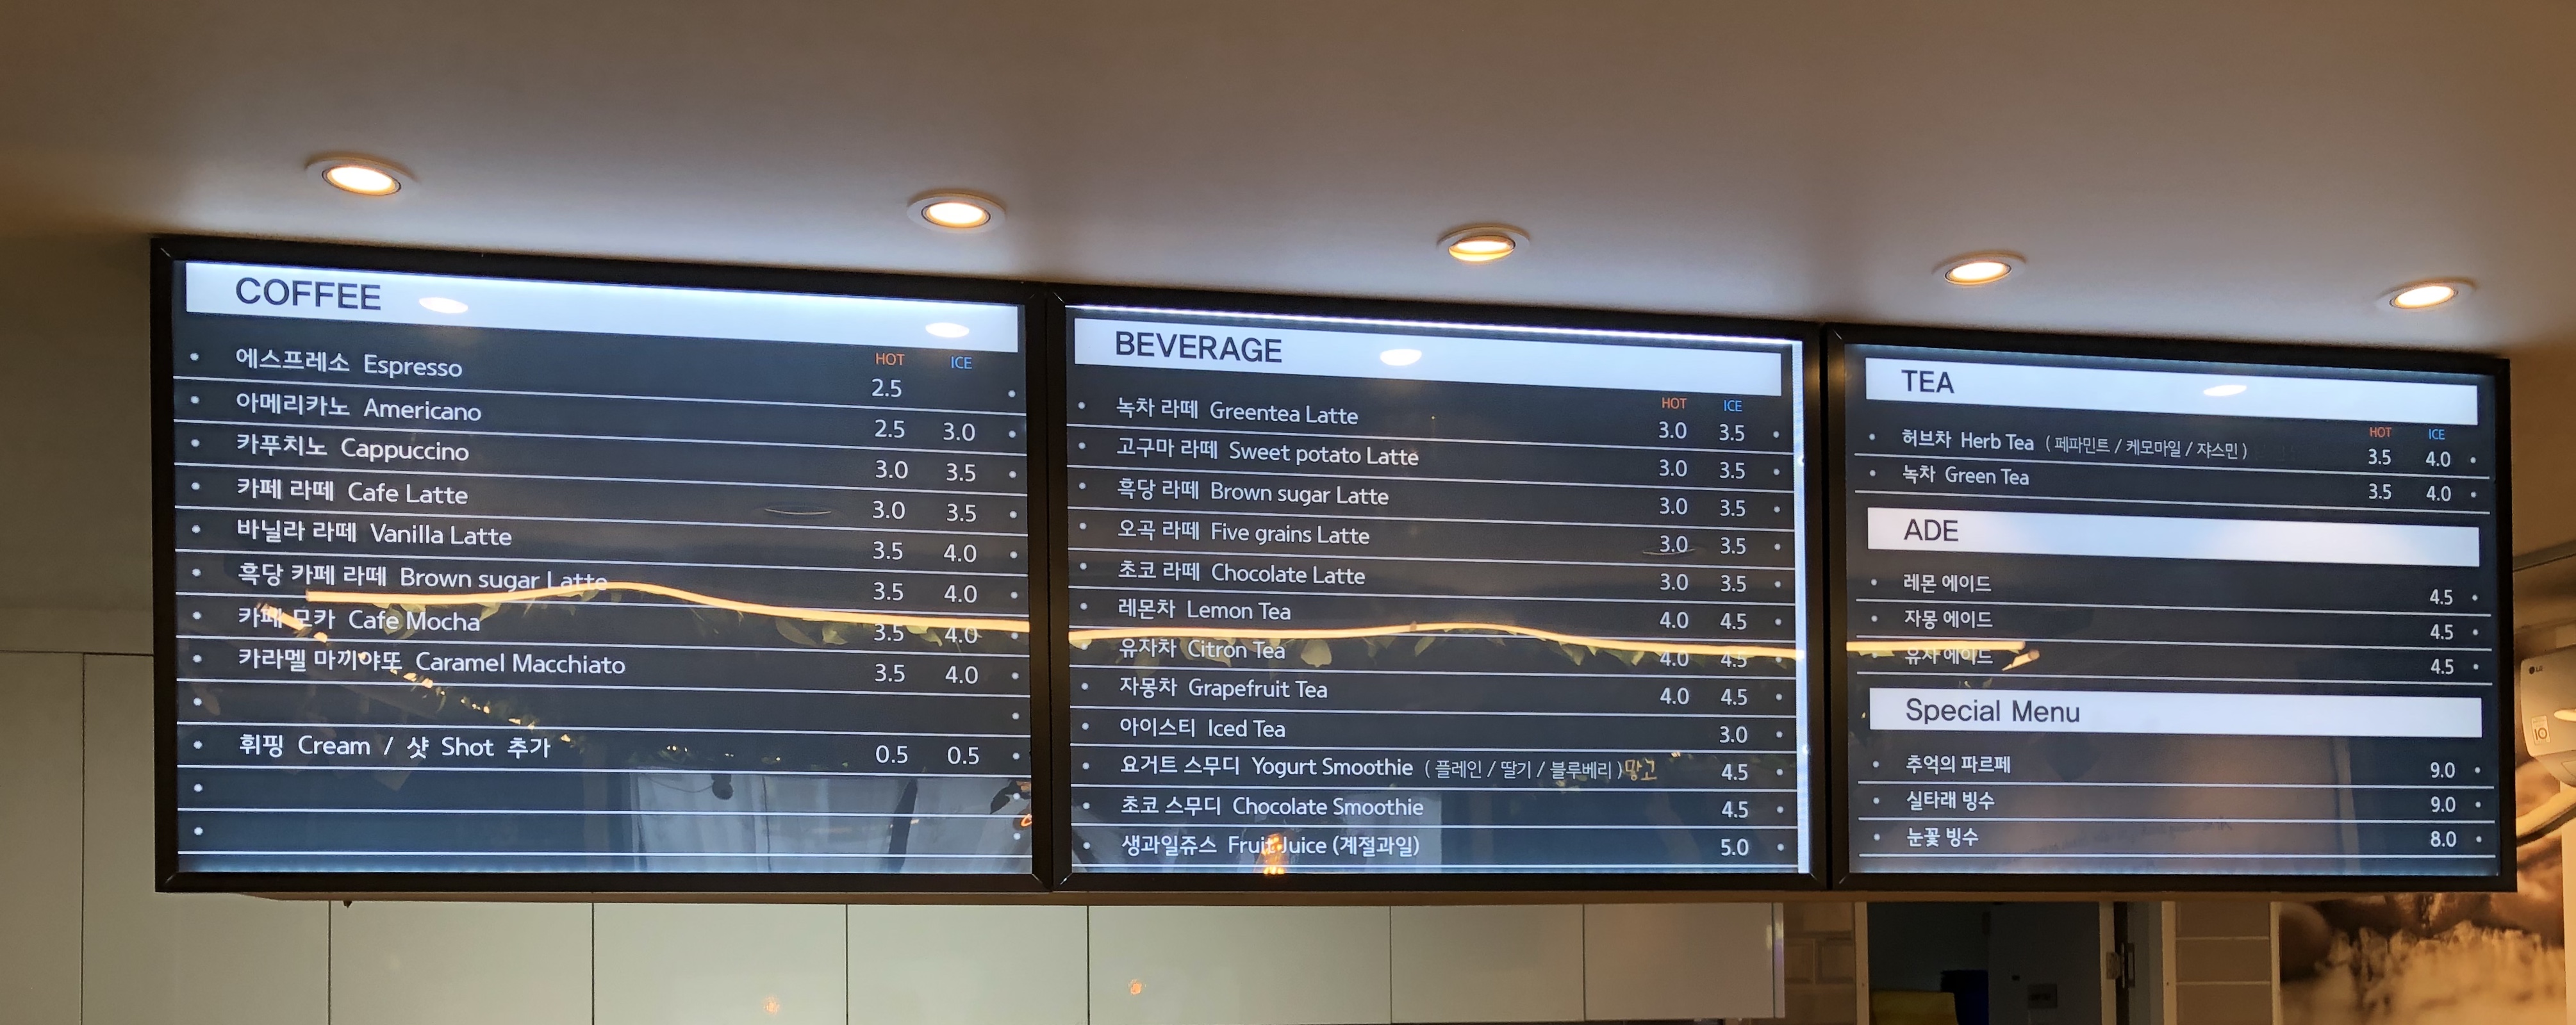 COFFEE
HOT ICE
에스프레소 Espresso 2.5
아메리카노 Americano 2.5 3.0
카푸치노 Cappuccino 3.0 3.5
카페 라떼 Cafe Latte 3.0 3.5
바닐라 라떼 Vanilla Latte 3.5 4.0
흑당 카페 라떼 Brown sugar Latte 3.5 4.0
카페 모카 Cafe Mocha 3.5 4.0
카라멜 마끼야또 Caramel Macchiato 3.5 4.0
휘핑 Cream / 샷 Shot 추가 0.5 0.5
BEVERAGE
HOT ICE
녹차 라떼 Greentea Latte 3.0 3.5
고구마 라떼 Sweet potato Latte 3.0 3.5
흑당 라떼 Brown sugar Latte 3.0 3.5
오곡 라떼 Five grains Latte 3.0 3.5
초코 라떼 Chocolate Latte 3.0 3.5
레몬차 Lemon Tea 4.0 4.5
유자차 Citron Tea 4.0 4.5
자몽차 Grapefruit Tea 4.0 4.5
아이스티 Iced Tea 3.0
요거트 스무디 Yogurt Smoothie ( 플레인 / 딸기 / 블루베리 ) 망고 4.5
초코 스무디 Chocolate Smoothie 4.5
생과일쥬스 Fruit Juice (계절과일) 5.0
TEA
HOT ICE
허브차 Herb Tea ( 페파민트 / 케모마일 / 쟈스민 ) 3.5 4.0
녹차 Green Tea 3.5 4.0
ADE
레몬 에이드 4.5
자몽 에이드 4.5
유자 에이드 4.5
Special Menu
추억의 파르페 9.0
실타래 빙수 9.0
눈꽃 빙수 8.0